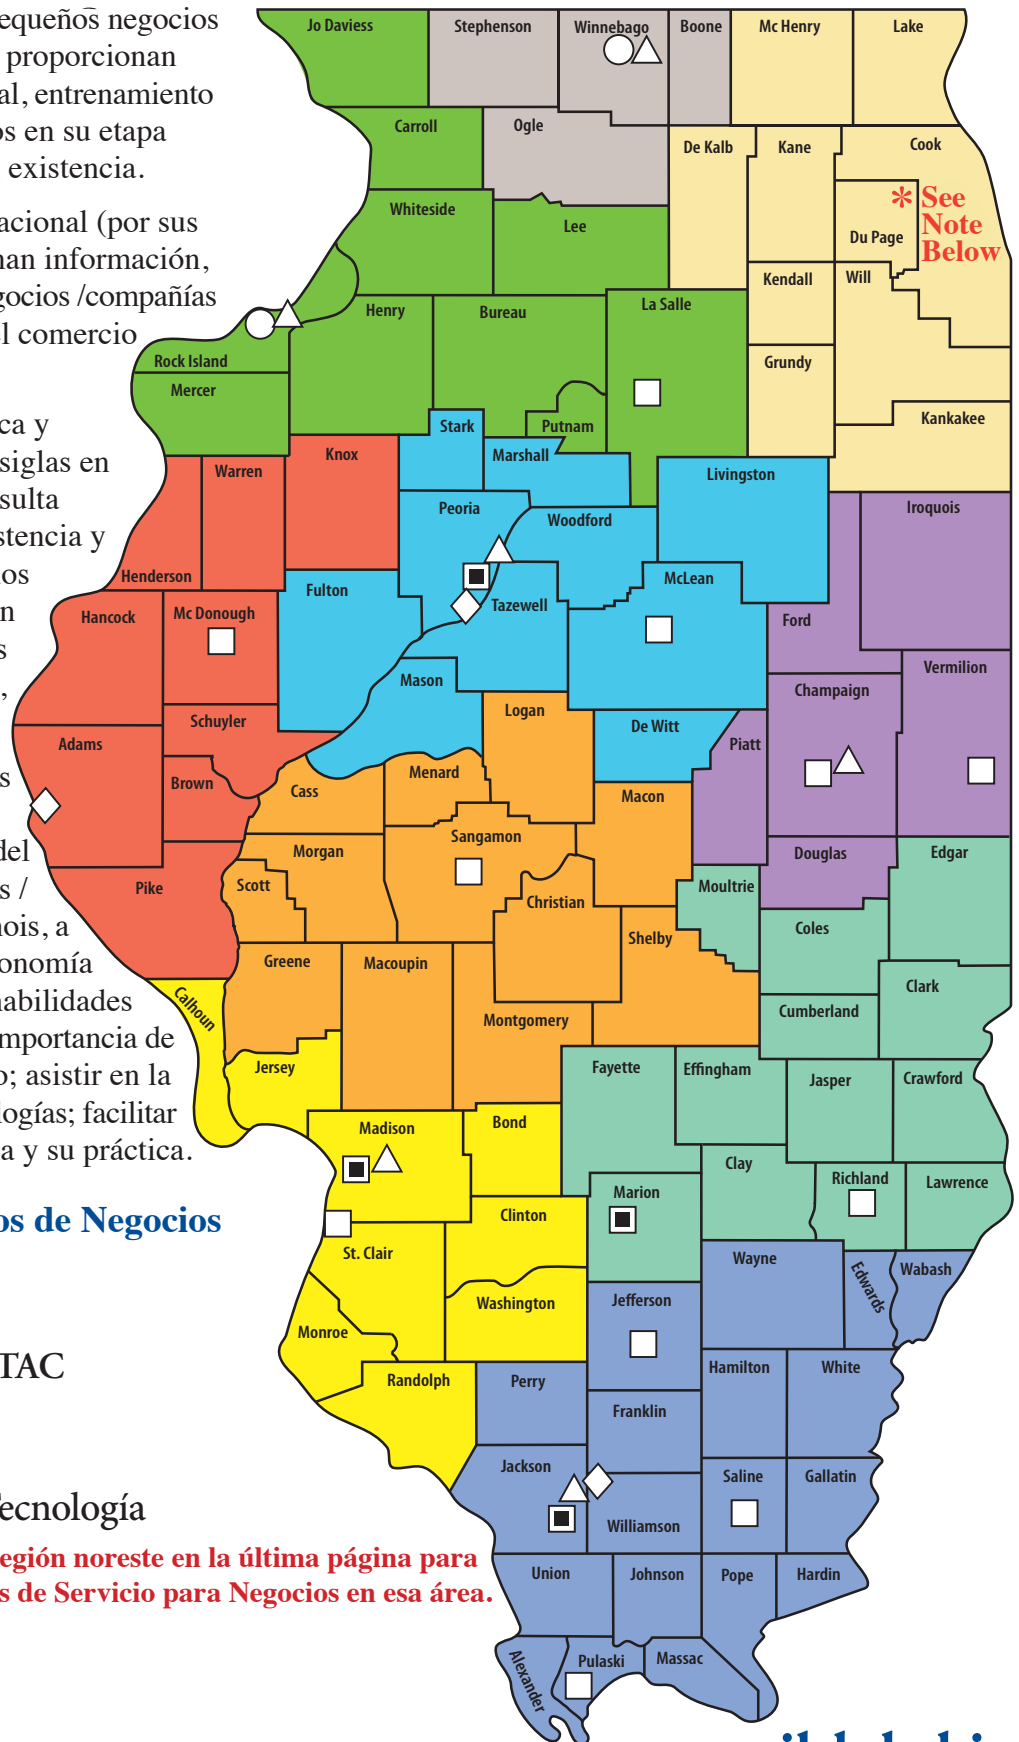 equeños negocios
proporcionan
al, entrenamiento
os en su etapa
existencia.
acional (por sus
nan información,
gocios /compañías
el comercio
ca y
siglas en
sulta
stencia y
os
n
s
,
s
del
s /
nois, a
onomía
habilidades
importancia de
o; asistir en la
logías; facilitar
a y su práctica.
os de Negocios
TAC
Tecnología
egión noreste en la última página para
s de Servicio para Negocios en esa área.
Jo Daviess
Stephenson
Winnebago
Boone
Mc Henry
Lake
Carroll
Ogle
De Kalb
Kane
Cook
* See
Note
Below
Whiteside
Lee
Du Page
Kendall
Will
Henry
Bureau
La Salle
Rock Island
Grundy
Mercer
Putnam
Kankakee
Stark
Marshall
Knox
Warren
Livingston
Peoria
Woodford
Iroquois
Henderson
Fulton
McLean
Tazewell
Hancock
Mc Donough
Ford
Vermilion
Mason
Champaign
Schuyler
Logan
De Witt
Piatt
Adams
Brown
Cass
Menard
Macon
Sangamon
Morgan
Douglas
Edgar
Scott
Pike
Christian
Moultrie
Coles
Shelby
Greene
Macoupin
Clark
Calhoun
Cumberland
Montgomery
Jersey
Fayette
Effingham
Jasper
Crawford
Madison
Bond
Clay
Richland
Lawrence
Marion
Clinton
St. Clair
Wayne
Edwards
Wabash
Washington
Jefferson
Monroe
Randolph
Perry
Hamilton
White
Franklin
Jackson
Saline
Gallatin
Williamson
Union
Johnson
Pope
Hardin
Alexander
Pulaski
Massac